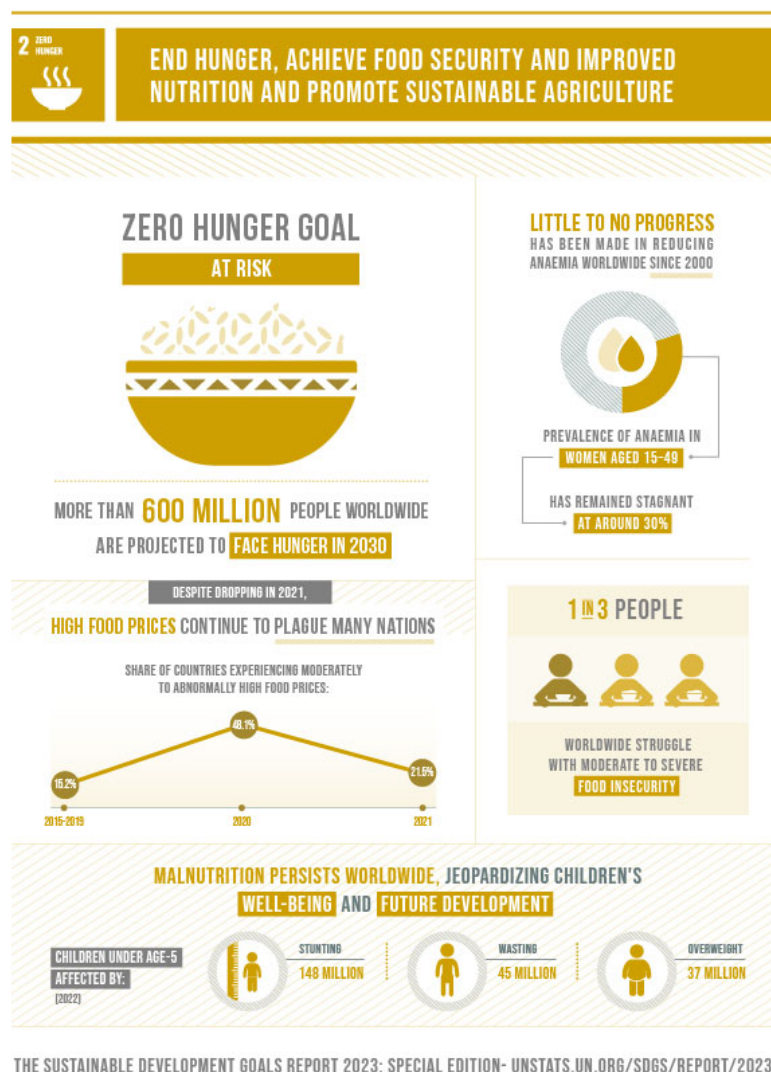 2 ZERO
HUNGER
END HUNGER, ACHIEVE FOOD SECURITY AND IMPROVED
NUTRITION AND PROMOTE SUSTAINABLE AGRICULTURE
ZERO HUNGER GOAL
AT RISK
MORE THAN 600 MILLION PEOPLE WORLDWIDE
ARE PROJECTED TO FACE HUNGER IN 2030
LITTLE TO NO PROGRESS
HAS BEEN MADE IN REDUCING
ANAEMIA WORLDWIDE SINCE 2000
PREVALENCE OF ANAEMIA IN
WOMEN AGED 15-49
HAS REMAINED STAGNANT
AT AROUND 30%
DESPITE DROPPING IN 2021,
HIGH FOOD PRICES CONTINUE TO PLAGUE MANY NATIONS
SHARE OF COUNTRIES EXPERIENCING MODERATELY
TO ABNORMALLY HIGH FOOD PRICES:
48.1%
15.2%
21.5%
2015-2019 2020 2021
1 IN 3 PEOPLE
WORLDWIDE STRUGGLE
WITH MODERATE TO SEVERE
FOOD INSECURITY
MALNUTRITION PERSISTS WORLDWIDE, JEOPARDIZING CHILDREN'S
WELL-BEING AND FUTURE DEVELOPMENT
CHILDREN UNDER AGE-5
AFFECTED BY:
(2022)
STUNTING
148 MILLION
WASTING
45 MILLION
OVERWEIGHT
37 MILLION
THE SUSTAINABLE DEVELOPMENT GOALS REPORT 2023: SPECIAL EDITION- UNSTATS.UN.ORG/SDGS/REPORT/2023